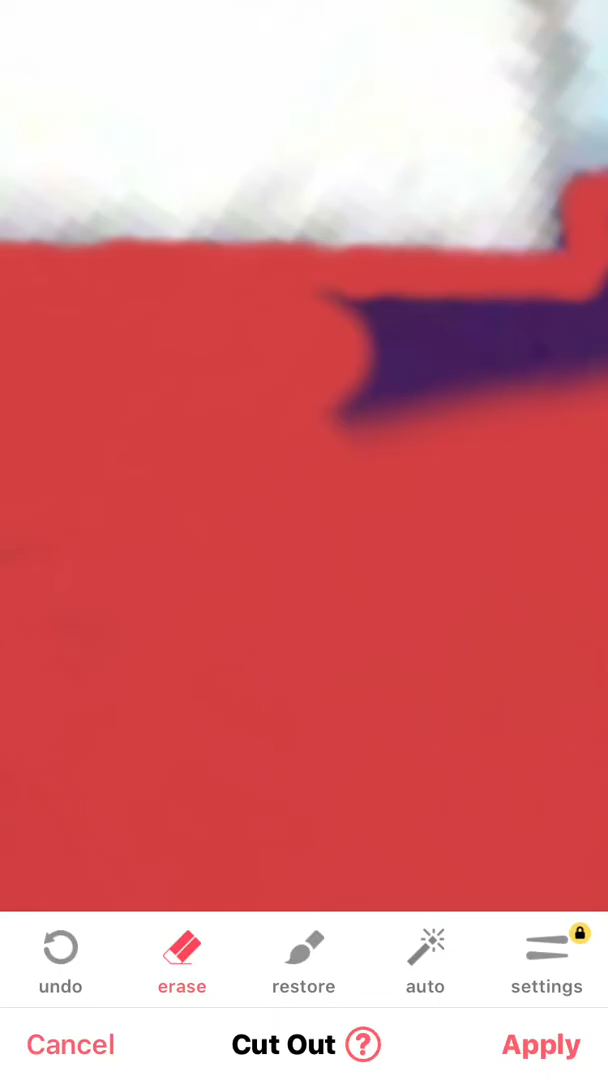 undo
erase
restore
auto
settings
Cancel
Cut Out ?
Apply